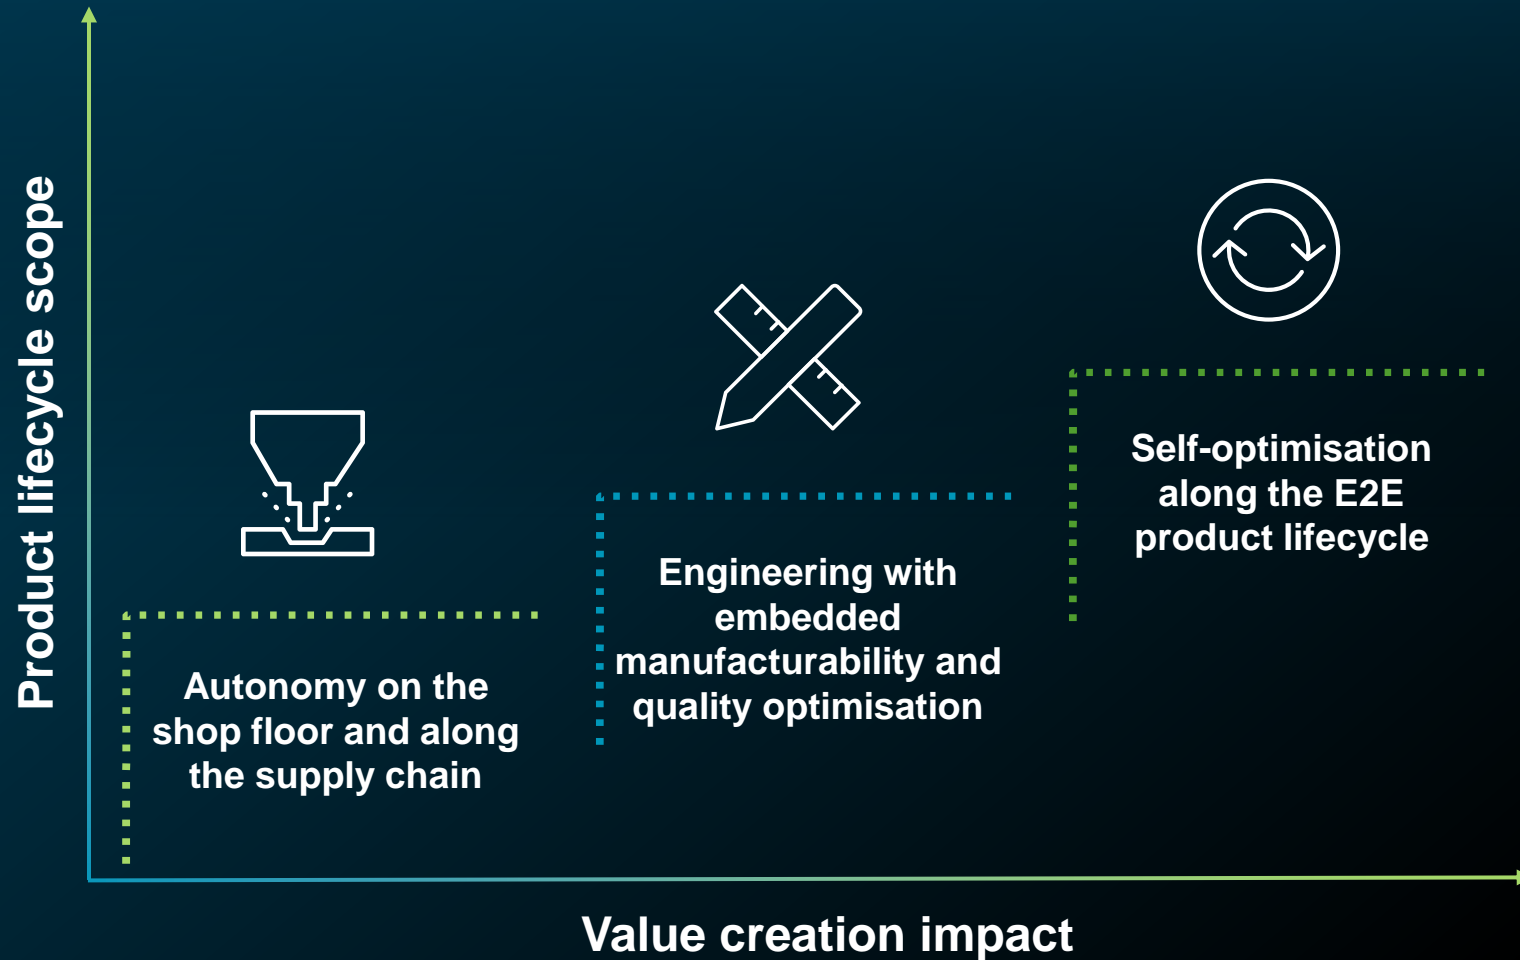 Product lifecycle scope
Autonomy on the
shop floor and along
the supply chain
Engineering with
embedded
manufacturability and
quality optimisation
Self-optimisation
along the E2E
product lifecycle
Value creation impact